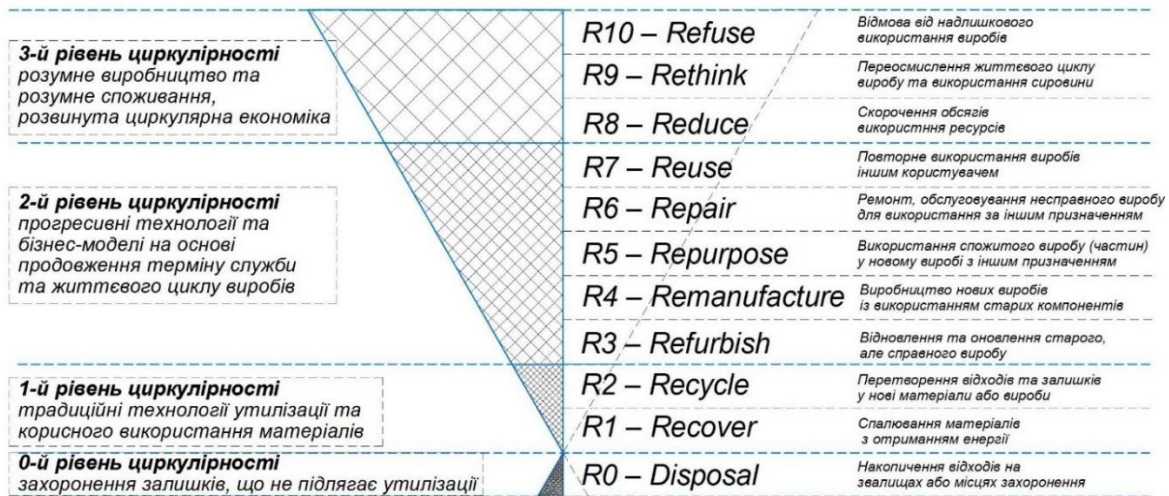 3-й рівень циркулярності
розумне виробництво та
розумне споживання,
розвинута циркулярна економіка
2-й рівень циркулярності
прогресивні технології та
бізнес-моделі на основі
продовження терміну служби
та життєвого циклу виробів
1-й рівень циркулярності
традиційні технології утилізації та
корисного використання матеріалів
0-й рівень циркулярності
захоронення залишків, що не підлягає утилізації
R10 – Refuse
Відмова від надлишкового
використання виробів
R9 – Rethink
Переосмислення життєвого циклу
виробу та використання сировини
R8 – Reduce
Скорочення обсягів
використння ресурсів
R7 – Reuse
Повторне використання виробів
іншим користувачем
R6 – Repair
Ремонт, обслуговування несправного виробу
для використання за іншим призначенням
R5 – Repurpose
Використання спожитого виробу (частин)
у новому виробі з іншим призначенням
R4 – Remanufacture
Виробництво нових виробів
із використанням старих компонентів
R3 – Refurbish
Відновлення та оновлення старого,
але справного виробу
R2 – Recycle
Перетворення відходів та залишків
у нові матеріали або вироби
R1 – Recover
Спалювання матеріалів
з отриманням енергії
R0 – Disposal
Накопичення відходів на
звалищах або місцях захоронення